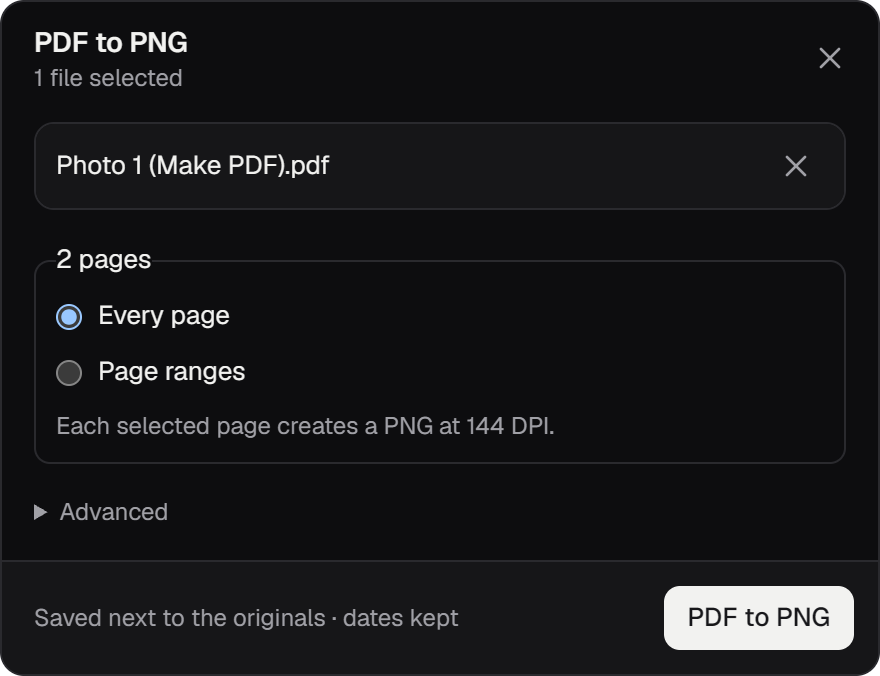 PDF to PNG
1 file selected
Photo 1 (Make PDF).pdf
2 pages
Every page
Page ranges
Each selected page creates a PNG at 144 DPI.
Advanced
Saved next to the originals · dates kept
PDF to PNG